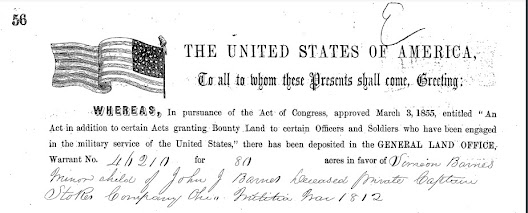 56
THE UNITED STATES OF AMERICA,
To all to whom these Presents shall come, Greeting:
WHEREAS, In pursuance of the Act of Congress, approved March 3, 1855, entitled "An
Act in addition to certain Acts granting Bounty Land to certain Officers and Soldiers who have been engaged
in the military service of the United States," there has been deposited in the GENERAL LAND OFFICE,
Warrant No. 46210 for 80 acres in favor of Simeon Barnes
Minor child of John J Barnes deceased private Captain
Stokes Company Militia War 1812